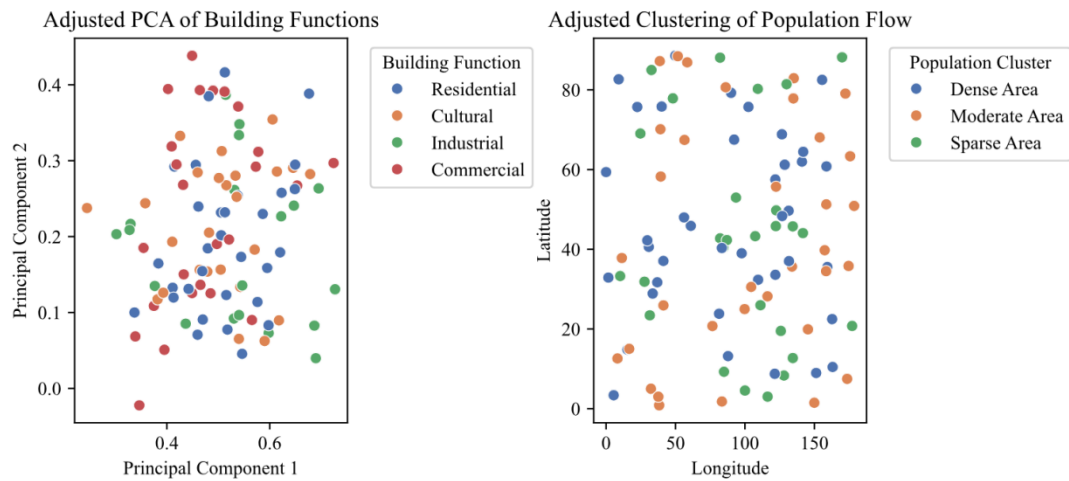 Adjusted PCA of Building Functions
Principal Component 2
0.4
0.3
0.2
0.1
0.0
0.4
0.6
Principal Component 1
Building Function
Residential
Cultural
Industrial
Commercial
Adjusted Clustering of Population Flow
Latitude
80
60
40
20
0
0
50
100
150
Longitude
Population Cluster
Dense Area
Moderate Area
Sparse Area